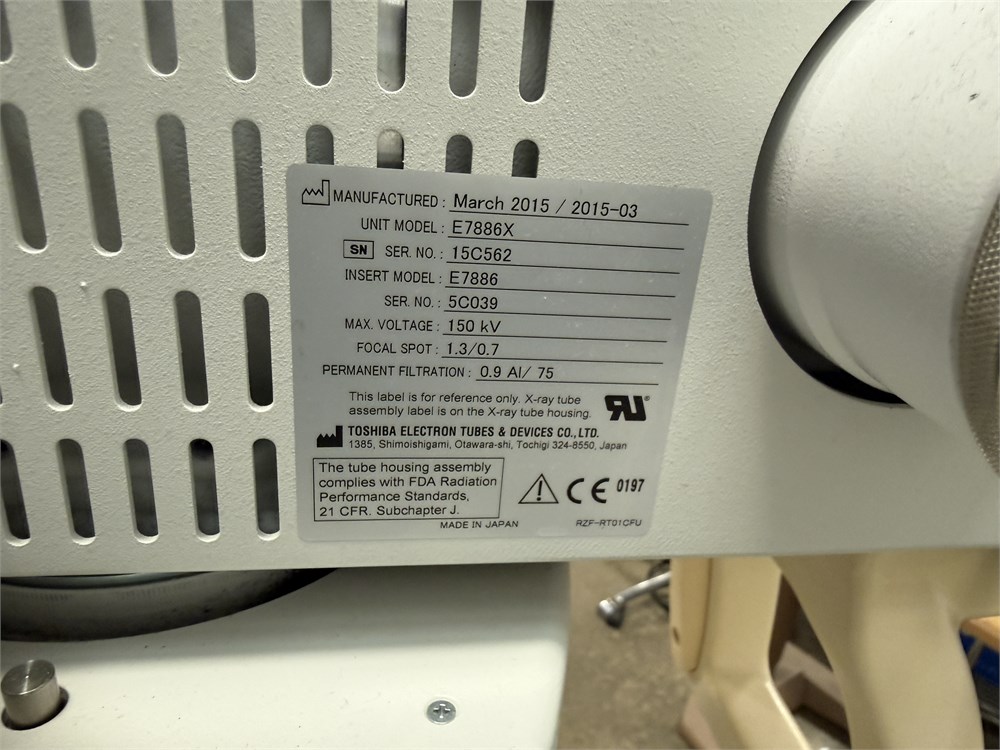 MANUFACTURED : March 2015 / 2015-03
UNIT MODEL : E7886X
SN SER. NO. : 15C562
INSERT MODEL : E7886
SER. NO. : 5C039
MAX. VOLTAGE : 150 kV
FOCAL SPOT : 1.3/0.7
PERMANENT FILTRATION : 0.9 Al/ 75
This label is for reference only. X-ray tube
assembly label is on the X-ray tube housing.
TOSHIBA ELECTRON TUBES & DEVICES CO., LTD.
1385, Shimoishigami, Otawara-shi, Tochigi 324-8550, Japan
The tube housing assembly
complies with FDA Radiation
Performance Standards,
21 CFR. Subchapter J.
CE 0197
MADE IN JAPAN
RZF-RT01CFU